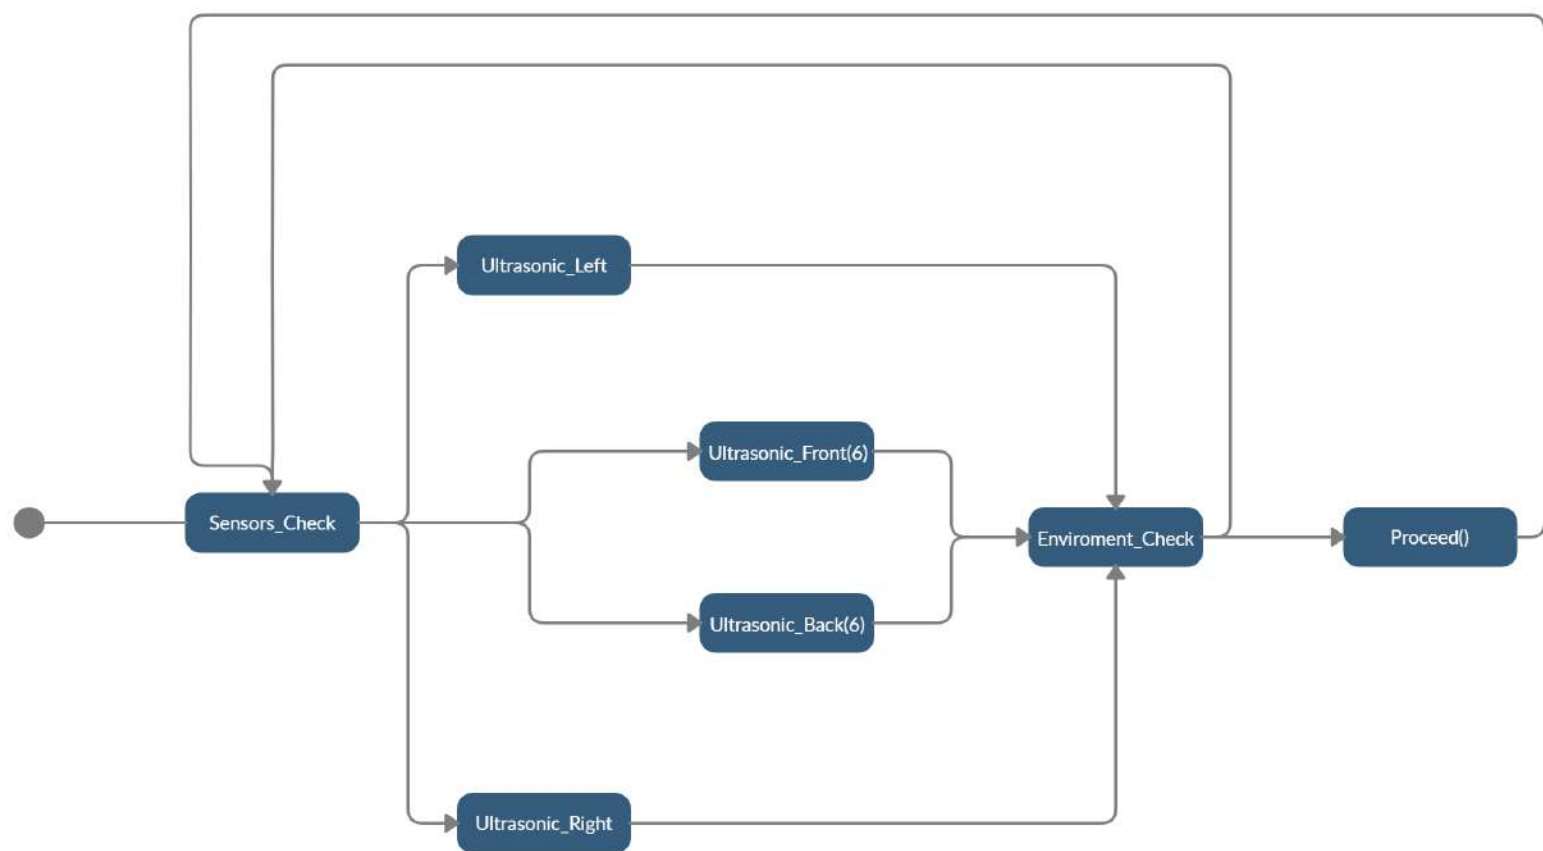 Ultrasonic_Left
Ultrasonic_Front(6)
Sensors_Check
Enviroment_Check
Proceed()
Ultrasonic_Back(6)
Ultrasonic_Right